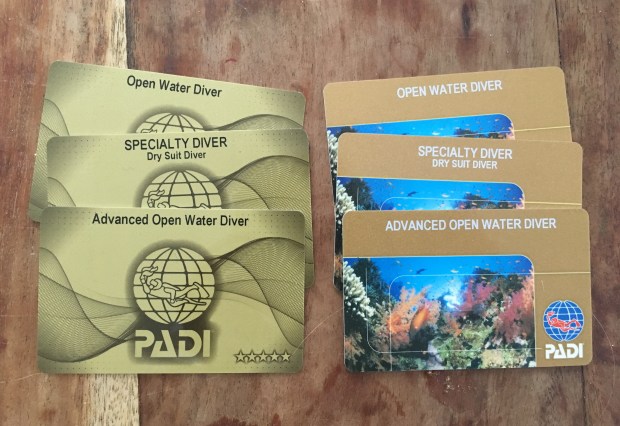 Open Water Diver
SPECIALTY DIVER
Dry Suit Diver
Advanced Open Water Diver
PADI
OPEN WATER DIVER
SPECIALTY DIVER
DRY SUIT DIVER
ADVANCED OPEN WATER DIVER
PADI